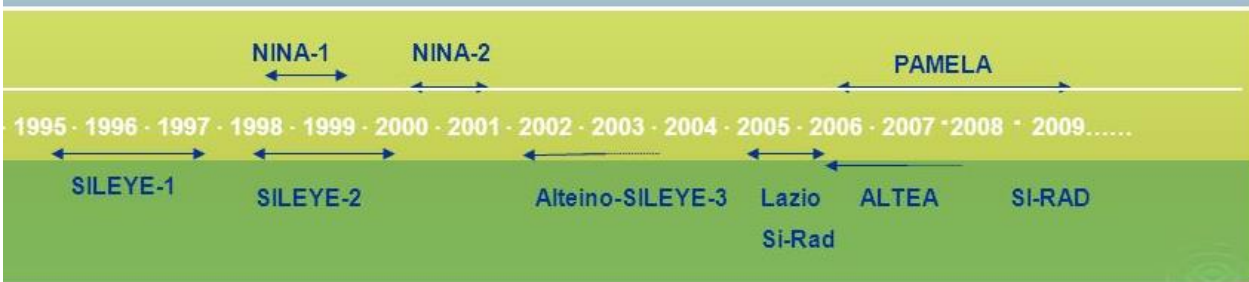 NINA-1 NINA-2 PAMELA
· 1995 · 1996 · 1997 · 1998 · 1999 · 2000 · 2001 · 2002 · 2003 · 2004 · 2005 · 2006 · 2007 · 2008 · 2009......
SILEYE-1 SILEYE-2 Alteino-SILEYE-3 Lazio ALTEA SI-RAD
Si-Rad